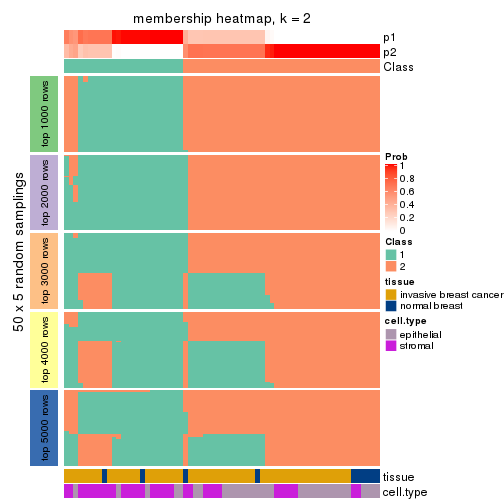 membership heatmap, k = 2
p1
p2
Class
50 x 5 random samplings
top 1000 rows
top 2000 rows
top 3000 rows
top 4000 rows
top 5000 rows
Prob
1
0.8
0.6
0.4
0.2
0
Class
1
2
tissue
invasive breast cancer
normal breast
cell.type
epithelial
stromal
tissue
cell.type